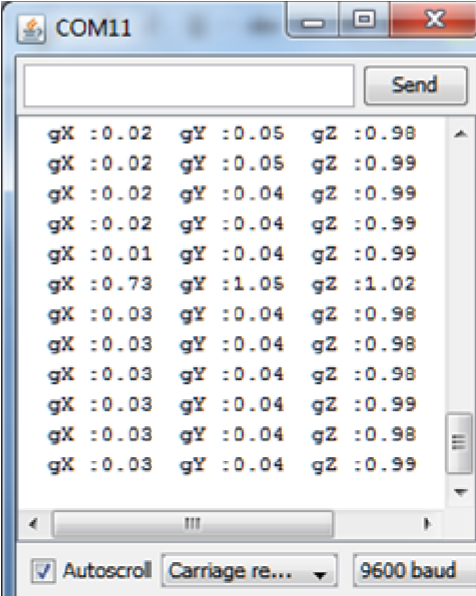 COM11
Send
gX :0.02 gY :0.05 gZ :0.98
gX :0.02 gY :0.05 gZ :0.99
gX :0.02 gY :0.04 gZ :0.99
gX :0.02 gY :0.04 gZ :0.99
gX :0.01 gY :0.04 gZ :0.99
gX :0.73 gY :1.05 gZ :1.02
gX :0.03 gY :0.04 gZ :0.98
gX :0.03 gY :0.04 gZ :0.98
gX :0.03 gY :0.04 gZ :0.98
gX :0.03 gY :0.04 gZ :0.99
gX :0.03 gY :0.04 gZ :0.98
gX :0.03 gY :0.04 gZ :0.99
Autoscroll Carriage re... 9600 baud